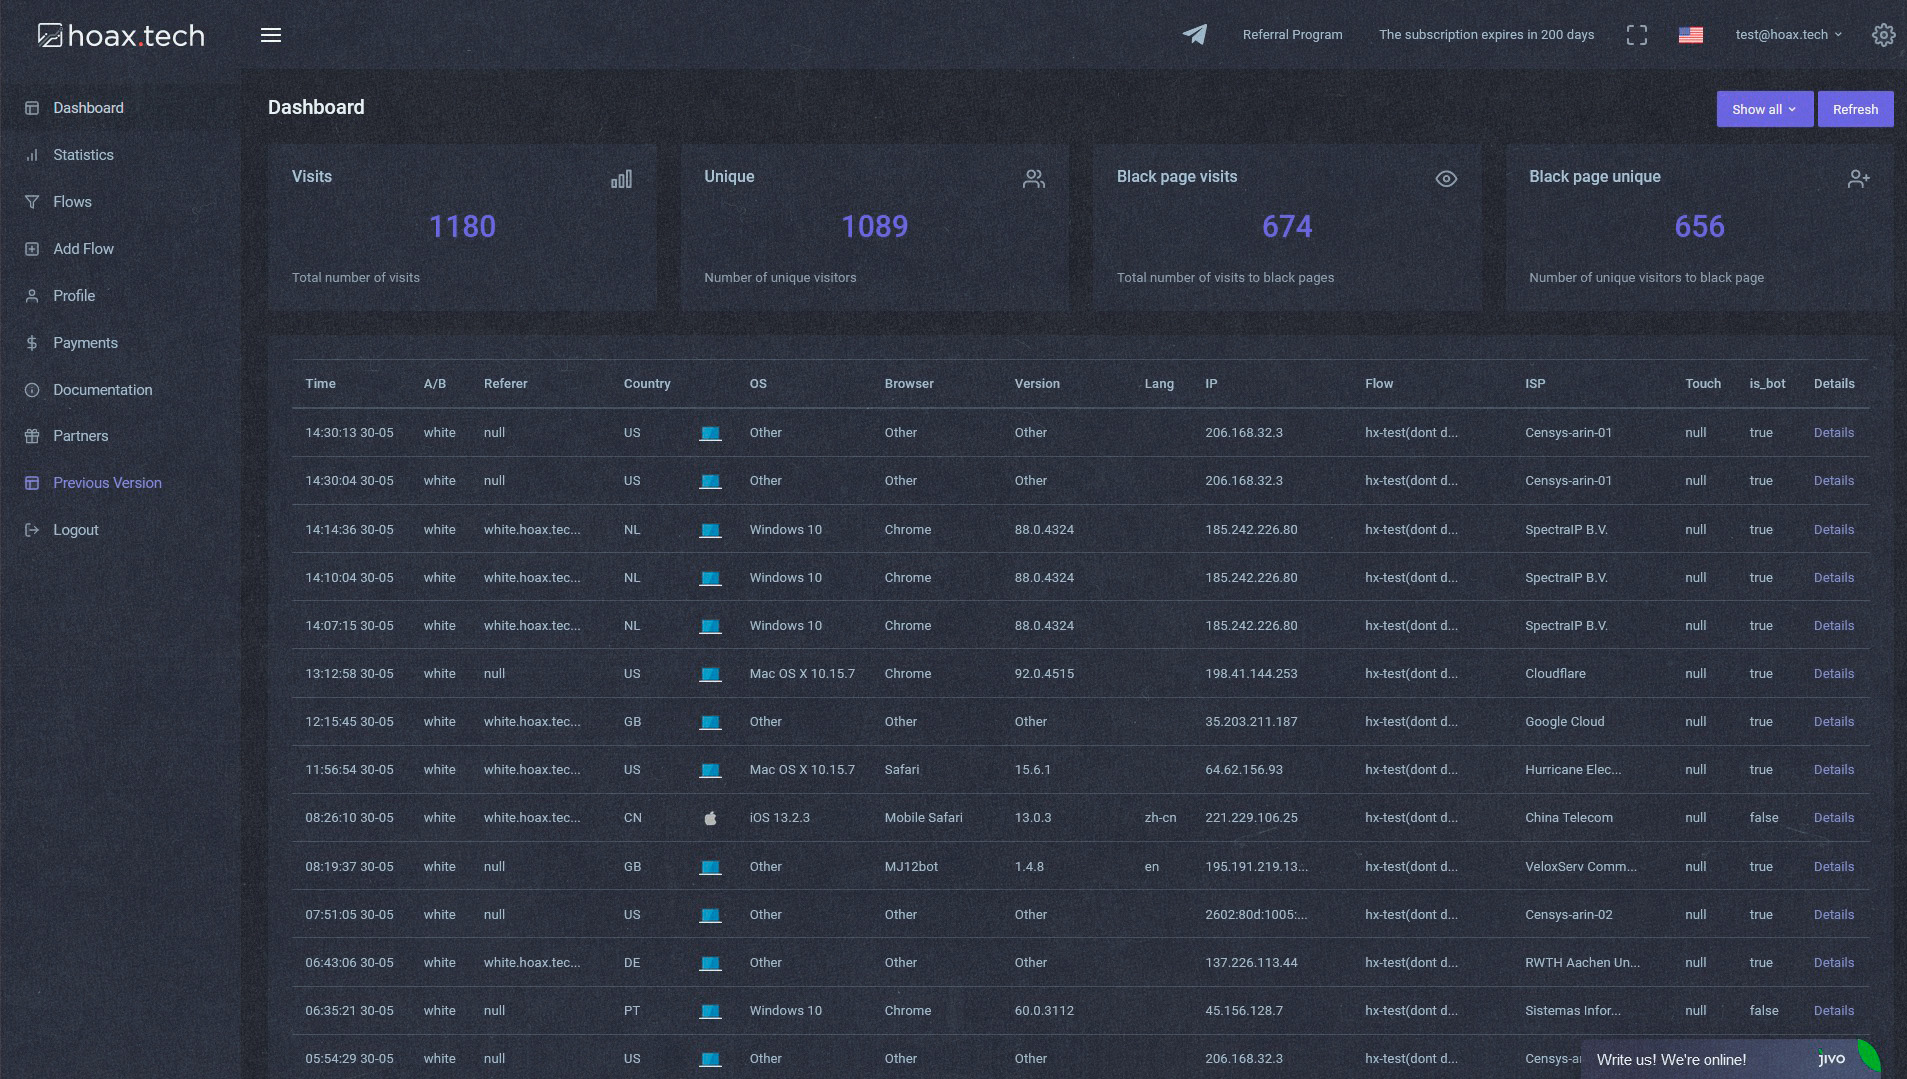 hoax.tech
Referral Program
The subscription expires in 200 days
test@hoax.tech
Dashboard
Statistics
Flows
Add Flow
Profile
Payments
Documentation
Partners
Previous Version
Logout
Dashboard
Show all
Refresh
Visits
1180
Total number of visits
Unique
1089
Number of unique visitors
Black page visits
674
Total number of visits to black pages
Black page unique
656
Number of unique visitors to black page
Time A/B Referer Country OS Browser Version Lang IP Flow ISP Touch is_bot Details
14:30:13 30-05 white null US Other Other Other 206.168.32.3 hx-test(dont d... Censys-arin-01 null true Details
14:30:04 30-05 white null US Other Other Other 206.168.32.3 hx-test(dont d... Censys-arin-01 null true Details
14:14:36 30-05 white white.hoax.tec... NL Windows 10 Chrome 88.0.4324 185.242.226.80 hx-test(dont d... SpectraIP B.V. null true Details
14:10:04 30-05 white white.hoax.tec... NL Windows 10 Chrome 88.0.4324 185.242.226.80 hx-test(dont d... SpectraIP B.V. null true Details
14:07:15 30-05 white white.hoax.tec... NL Windows 10 Chrome 88.0.4324 185.242.226.80 hx-test(dont d... SpectraIP B.V. null true Details
13:12:58 30-05 white null US Mac OS X 10.15.7 Chrome 92.0.4515 198.41.144.253 hx-test(dont d... Cloudflare null true Details
12:15:45 30-05 white white.hoax.tec... GB Other Other Other 35.203.211.187 hx-test(dont d... Google Cloud null true Details
11:56:54 30-05 white white.hoax.tec... US Mac OS X 10.15.7 Safari 15.6.1 64.62.156.93 hx-test(dont d... Hurricane Elec... null true Details
08:26:10 30-05 white white.hoax.tec... CN iOS 13.2.3 Mobile Safari 13.0.3 zh-cn 221.229.106.25 hx-test(dont d... China Telecom null false Details
08:19:37 30-05 white null GB Other MJ12bot 1.4.8 en 195.191.219.13... hx-test(dont d... VeloxServ Comm... null true Details
07:51:05 30-05 white null US Other Other Other 2602:80d:1005:... hx-test(dont d... Censys-arin-02 null true Details
06:43:06 30-05 white white.hoax.tec... DE Other Other Other 137.226.113.44 hx-test(dont d... RWTH Aachen Un... null true Details
06:35:21 30-05 white null PT Windows 10 Chrome 60.0.3112 45.156.128.7 hx-test(dont d... Sistemas Infor... null false Details
05:54:29 30-05 white null US Other Other Other 206.168.32.3 hx-test(dont d... Censys-a
Write us! We're online!
jivo